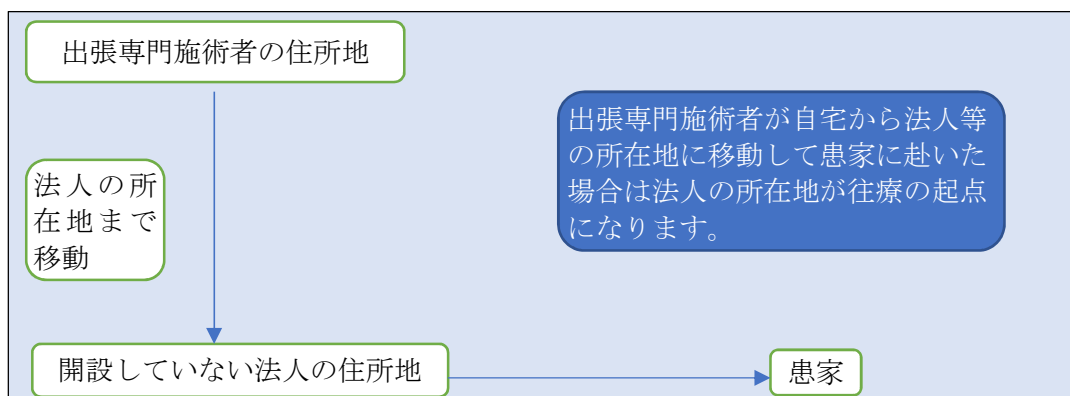 出張専門施術者の住所地
出張専門施術者が自宅から法人等
の所在地に移動して患家に赴いた
場合は法人の所在地が往療の起点
になります。
法人の所
在地まで
移動
開設していない法人の住所地
患家